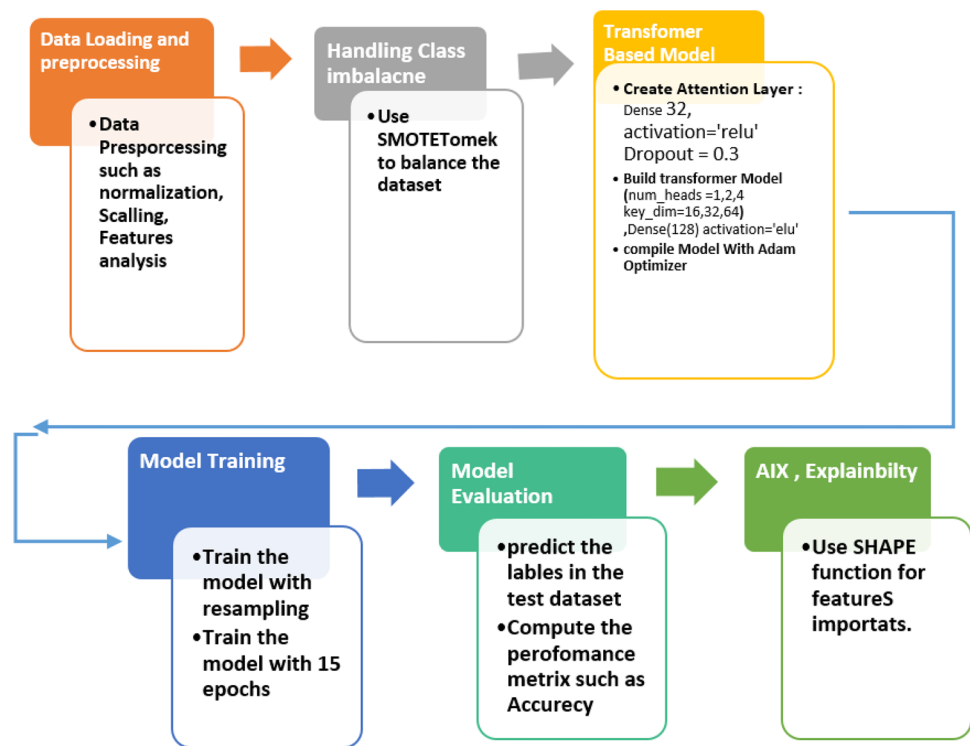 Data Loading and
preprocessing
•Data
Presporcessing
such as
normalization,
Scalling,
Features
analysis
Handling Class
imbalacne
•Use
SMOTETomek
to balance the
dataset
Transfomer
Based Model
• Create Attention Layer :
Dense 32,
activation='relu'
Dropout = 0.3
• Build transformer Model
(num_heads =1,2,4
key_dim=16,32,64)
,Dense(128) activation='elu'
• compile Model With Adam
Optimizer
Model Training
•Train the
model with
resampling
•Train the
model with 15
epochs
Model
Evaluation
•predict the
lables in the
test dataset
•Compute the
perofomance
metrix such as
Accurecy
AIX , Explainbilty
•Use SHAPE
function for
featureS
importats.